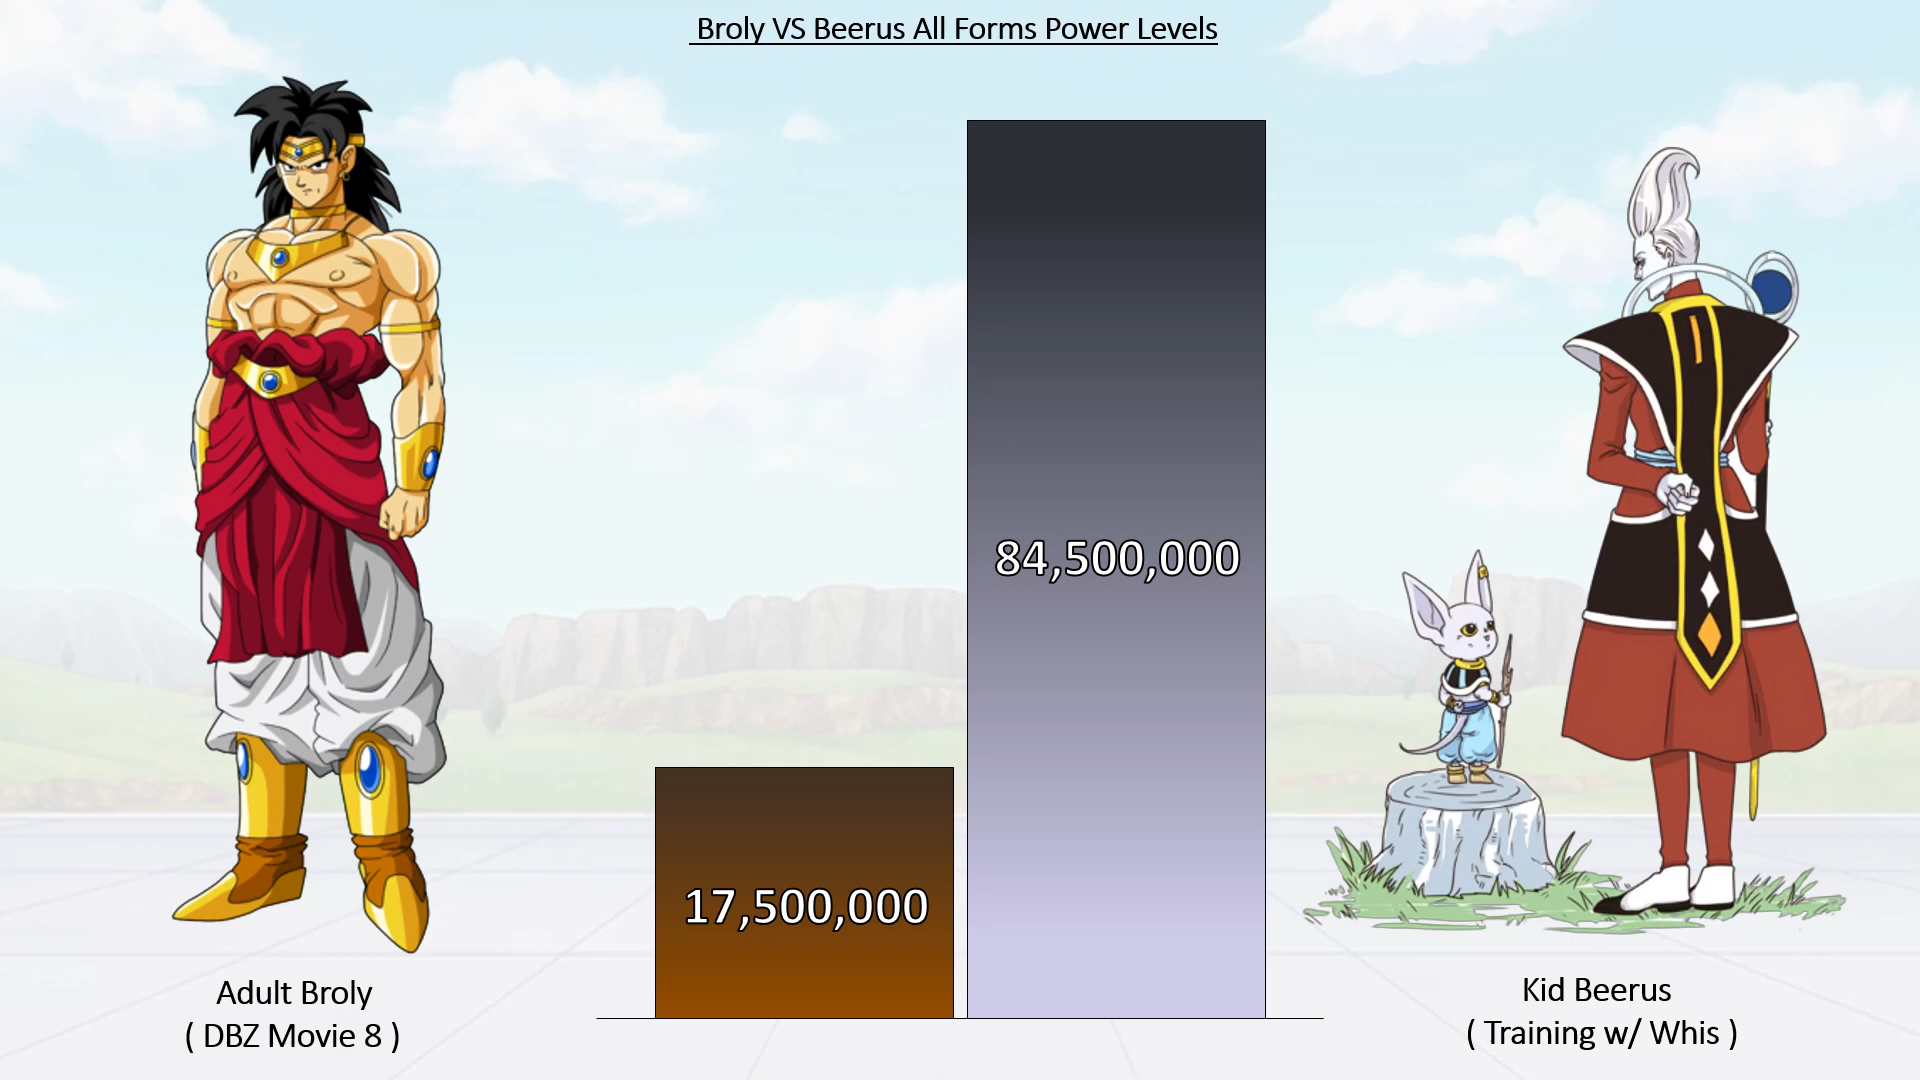 Broly VS Beerus All Forms Power Levels
84,500,000
17,500,000
Adult Broly
( DBZ Movie 8 )
Kid Beerus
( Training w/ Whis )